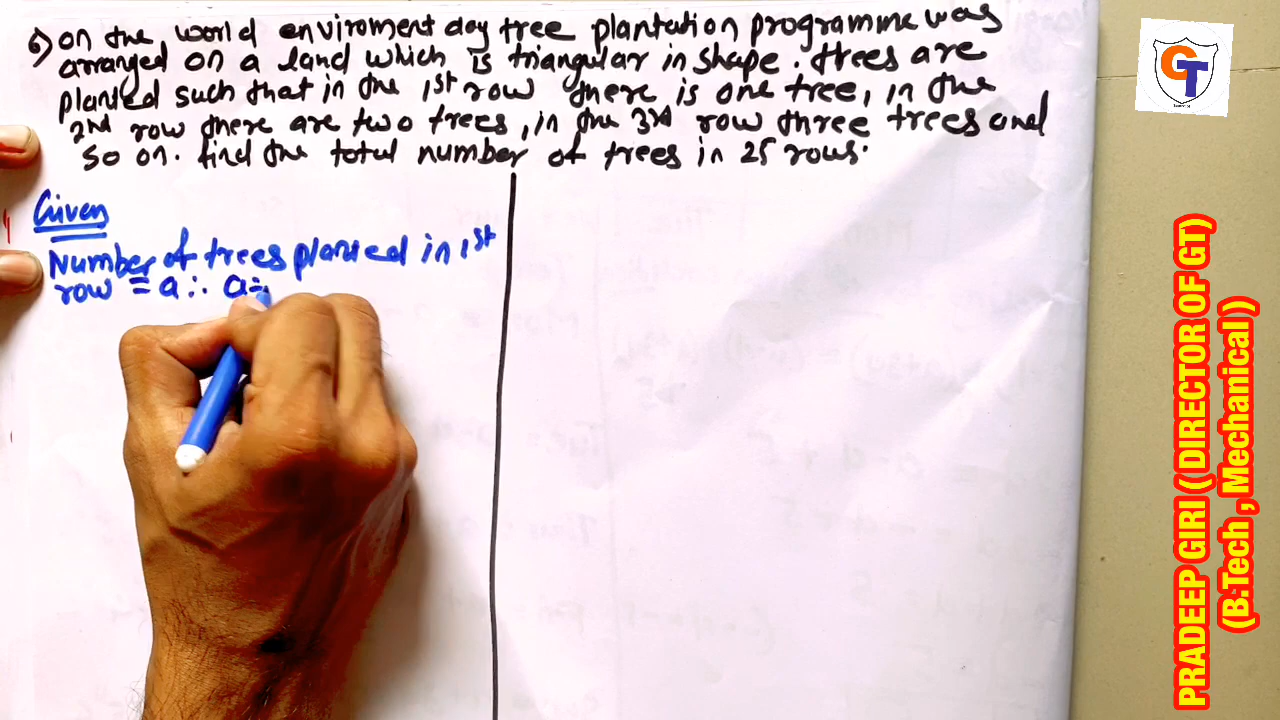 6) on the world enviroment day tree plantation programme was
arranged on a land which is triangular in shape. trees are
planted such that in the 1st row there is one tree, in the
2nd row there are two trees, in the 3rd row three trees and
so on. find the total number of trees in 25 rows.
Given
Number of trees planted in 1st
row = a ∴ a =
GT
PRADEEP GIRI ( DIRECTOR OF GT)
(B.Tech , Mechanical )